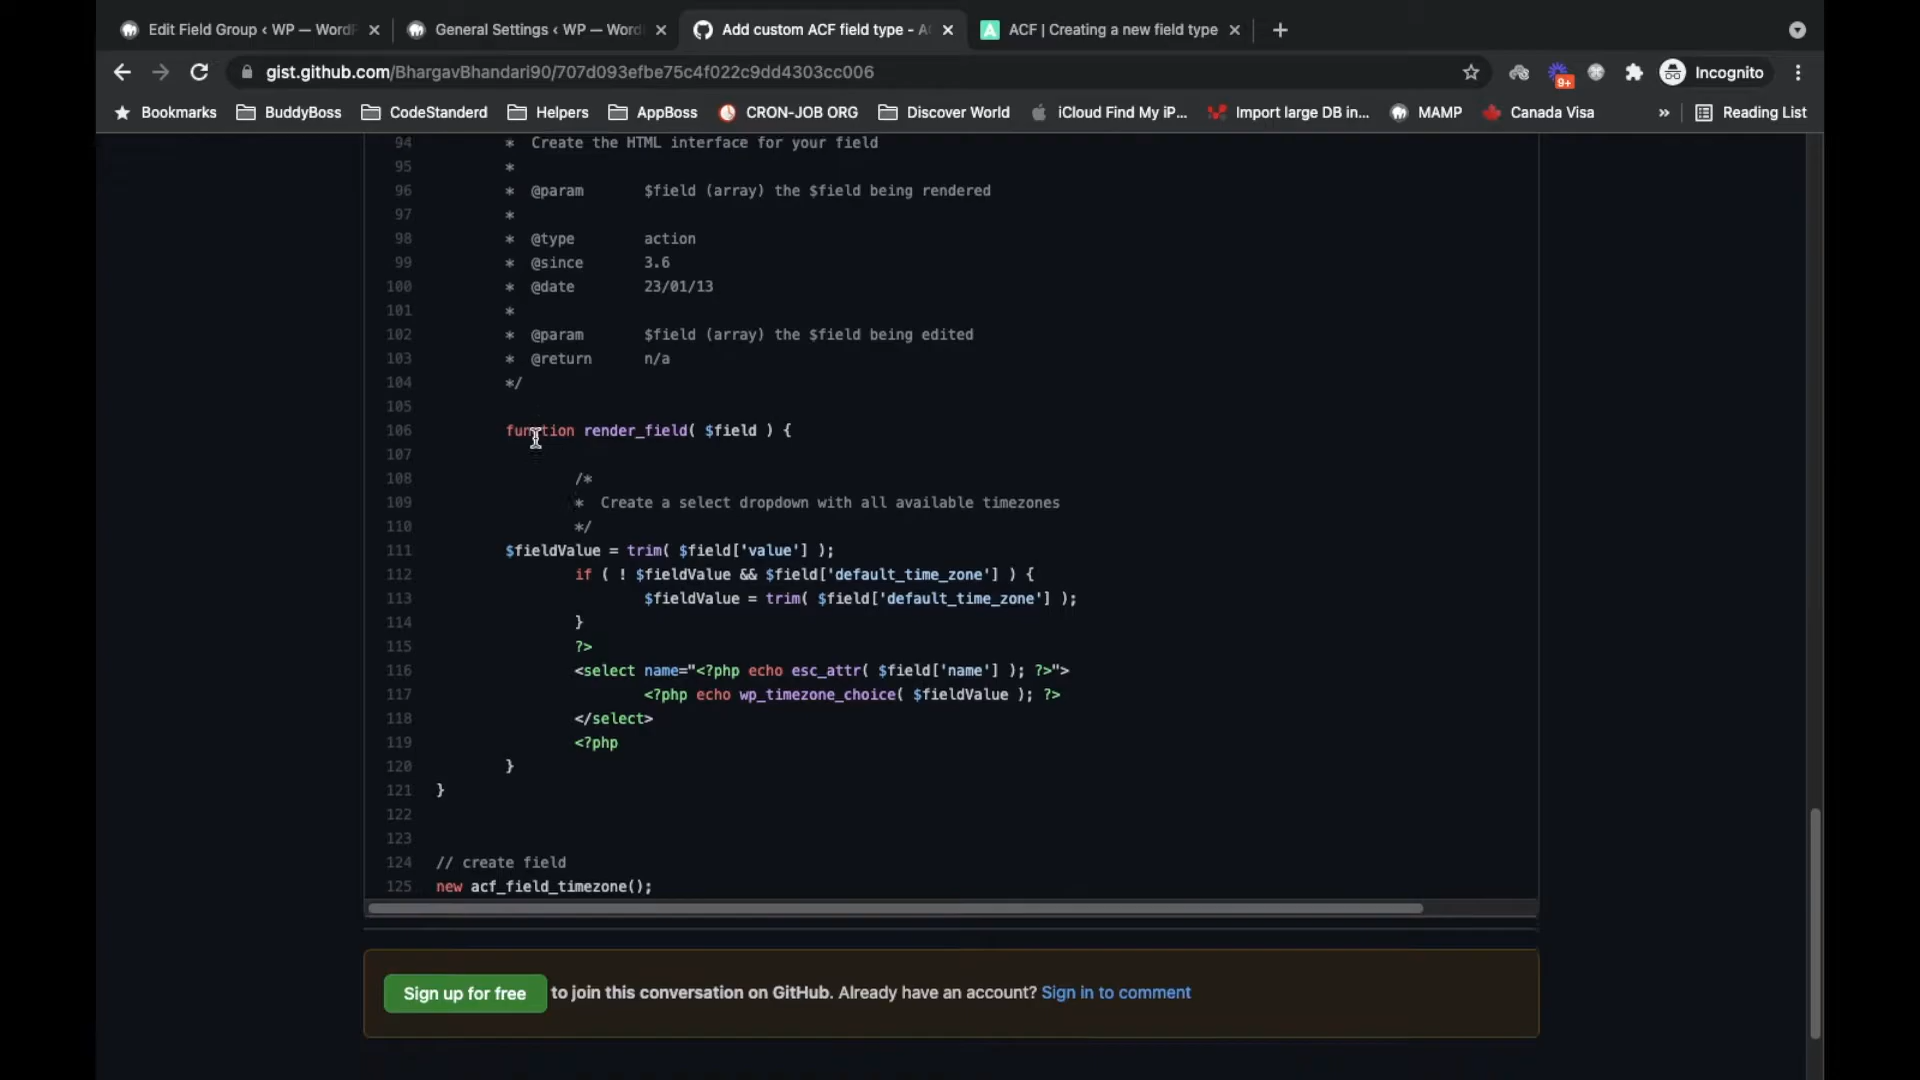 Edit Field Group ‹ WP — WordP
General Settings ‹ WP — Word
Add custom ACF field type - A
ACF | Creating a new field type
gist.github.com/BhargavBhandari90/707d093efbe75c4f022c9dd4303cc006
9+
Incognito
Bookmarks
BuddyBoss
CodeStanderd
Helpers
AppBoss
CRON-JOB ORG
Discover World
iCloud Find My iP...
Import large DB in...
MAMP
Canada Visa
»
Reading List
94 * Create the HTML interface for your field
95 *
96 * @param $field (array) the $field being rendered
97 *
98 * @type action
99 * @since 3.6
100 * @date 23/01/13
101 *
102 * @param $field (array) the $field being edited
103 * @return n/a
104 */
105
106 function render_field( $field ) {
107
108 /*
109 * Create a select dropdown with all available timezones
110 */
111 $fieldValue = trim( $field['value'] );
112 if ( ! $fieldValue && $field['default_time_zone'] ) {
113 $fieldValue = trim( $field['default_time_zone'] );
114 }
115 ?>
116 <select name="<?php echo esc_attr( $field['name'] ); ?>">
117 <?php echo wp_timezone_choice( $fieldValue ); ?>
118 </select>
119 <?php
120 }
121 }
122
123
124 // create field
125 new acf_field_timezone();
Sign up for free to join this conversation on GitHub. Already have an account? Sign in to comment